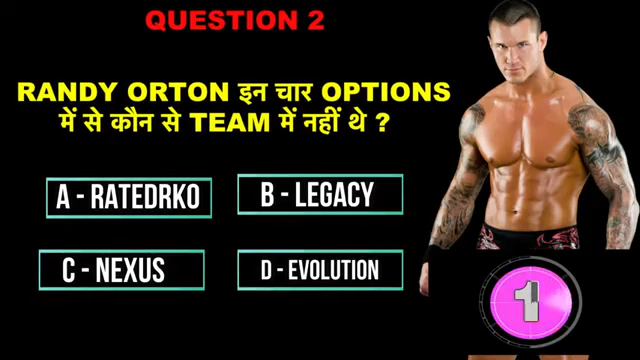 QUESTION 2
RANDY ORTON इन चार OPTIONS
में से कौन से TEAM में नहीं थे ?
A - RATEDRKO
B - LEGACY
C - NEXUS
D - EVOLUTION
1